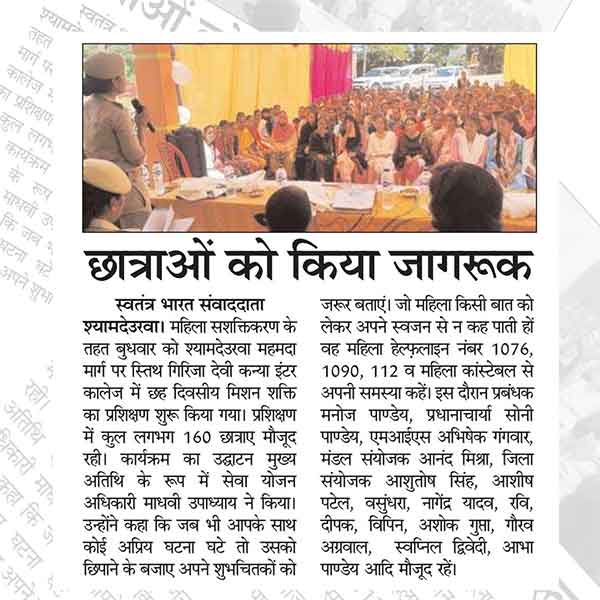 छात्राओं को किया जागरूक
स्वतंत्र भारत संवाददाता
श्यामदेउरवा। महिला सशक्तिकरण के
तहत बुधवार को श्यामदेउरवा महमदा
मार्ग पर स्तिथ गिरिजा देवी कन्या इंटर
कालेज में छह दिवसीय मिशन शक्ति
का प्रशिक्षण शुरू किया गया। प्रशिक्षण
में कुल लगभग 160 छात्राए मौजूद
रही। कार्यक्रम का उद्घाटन मुख्य
अतिथि के रूप में सेवा योजन
अधिकारी माधवी उपाध्याय ने किया।
उन्होंने कहा कि जब भी आपके साथ
कोई अप्रिय घटना घटे तो उसको
छिपाने के बजाए अपने शुभचितकों को
जरूर बताएं। जो महिला किसी बात को
लेकर अपने स्वजन से न कह पाती हों
वह महिला हेल्फलाइन नंबर 1076,
1090, 112 व महिला कांस्टेबल से
अपनी समस्या कहें। इस दौरान प्रबंधक
मनोज पाण्डेय, प्रधानाचार्या सोनी
पाण्डेय, एमआईएस अभिषेक गंगवार,
मंडल संयोजक आनंद मिश्रा, जिला
संयोजक आशुतोष सिंह, आशीष
पटेल, वसुंधरा, नागेंद्र यादव, रवि,
दीपक, विपिन, अशोक गुप्ता, गौरव
अग्रवाल, स्वप्निल द्विवेदी, आभा
पाण्डेय आदि मौजूद रहें।